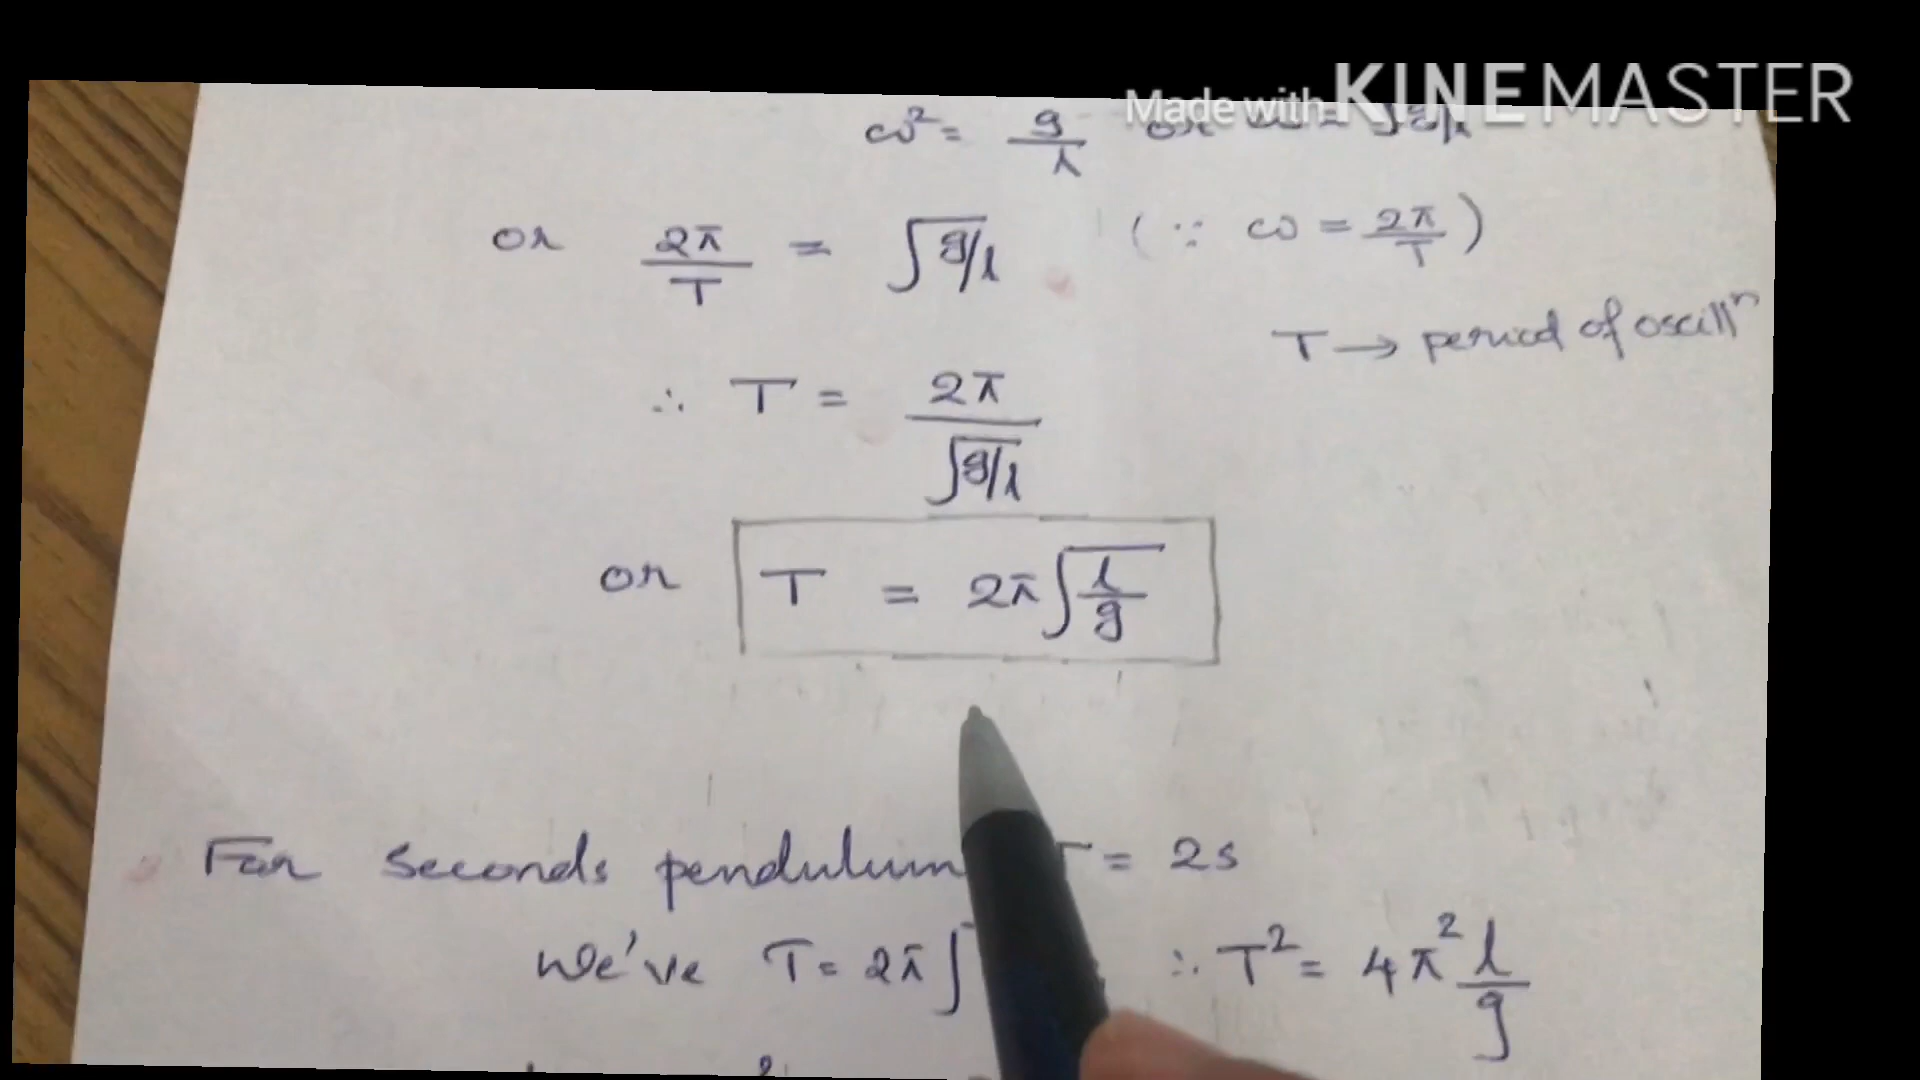 Made with KINEMASTER
ω² = g/l or ω = √g/l
or 2π/T = √g/l (∵ ω = 2π/T)
T → period of oscillⁿ
∴ T = 2π/√g/l
or T = 2π√l/g
For Seconds pendulum T = 2s
We've T = 2π√ ∴ T² = 4π² l/g